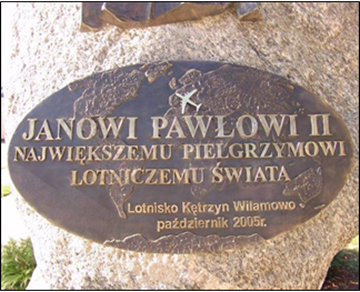 JANOWI PAWŁOWI II
NAJWIĘKSZEMU PIELGRZYMOWI
LOTNICZEMU ŚWIATA
Lotnisko Kętrzyn Wilamowo
październik 2005r.